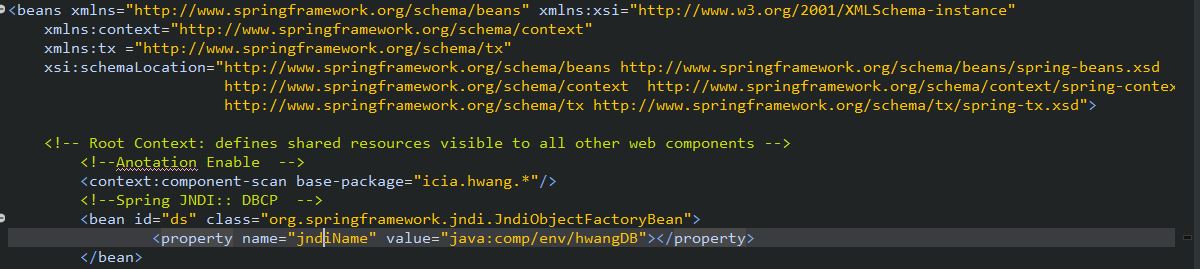 <beans xmlns="http://www.springframework.org/schema/beans" xmlns:xsi="http://www.w3.org/2001/XMLSchema-instance"
xmlns:context="http://www.springframework.org/schema/context"
xmlns:tx ="http://www.springframework.org/schema/tx"
xsi:schemaLocation="http://www.springframework.org/schema/beans http://www.springframework.org/schema/beans/spring-beans.xsd
http://www.springframework.org/schema/context  http://www.springframework.org/schema/context/spring-contex
http://www.springframework.org/schema/tx http://www.springframework.org/schema/tx/spring-tx.xsd">
<!-- Root Context: defines shared resources visible to all other web components -->
<!--Anotation Enable  -->
<context:component-scan base-package="icia.hwang.*"/>
<!--Spring JNDI:: DBCP  -->
<bean id="ds" class="org.springframework.jndi.JndiObjectFactoryBean">
<property name="jndiName" value="java:comp/env/hwangDB"></property>
</bean>